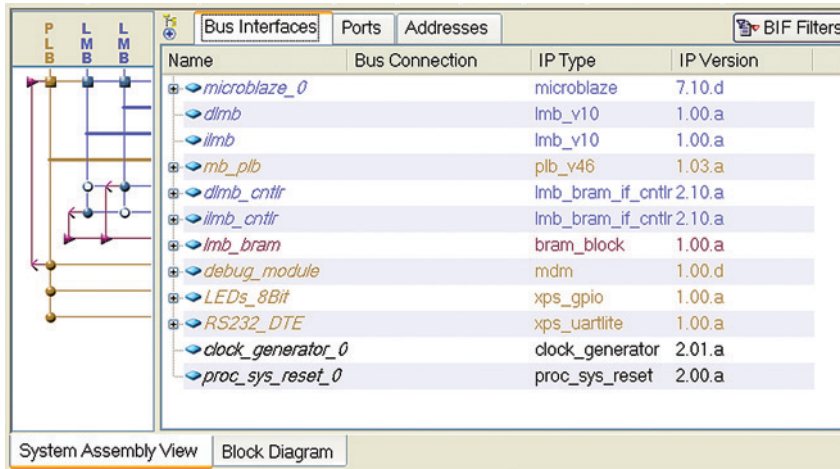 PLB LMB LMB
Bus Interfaces Ports Addresses BIF Filters
Name Bus Connection IP Type IP Version
microblaze_0 microblaze 7.10.d
dlmb lmb_v10 1.00.a
ilmb lmb_v10 1.00.a
mb_plb plb_v46 1.03.a
dlmb_cntlr lmb_bram_if_cntlr 2.10.a
ilmb_cntlr lmb_bram_if_cntlr 2.10.a
lmb_bram bram_block 1.00.a
debug_module mdm 1.00.d
LEDs_8Bit xps_gpio 1.00.a
RS232_DTE xps_uartlite 1.00.a
clock_generator_0 clock_generator 2.01.a
proc_sys_reset_0 proc_sys_reset 2.00.a
System Assembly View Block Diagram